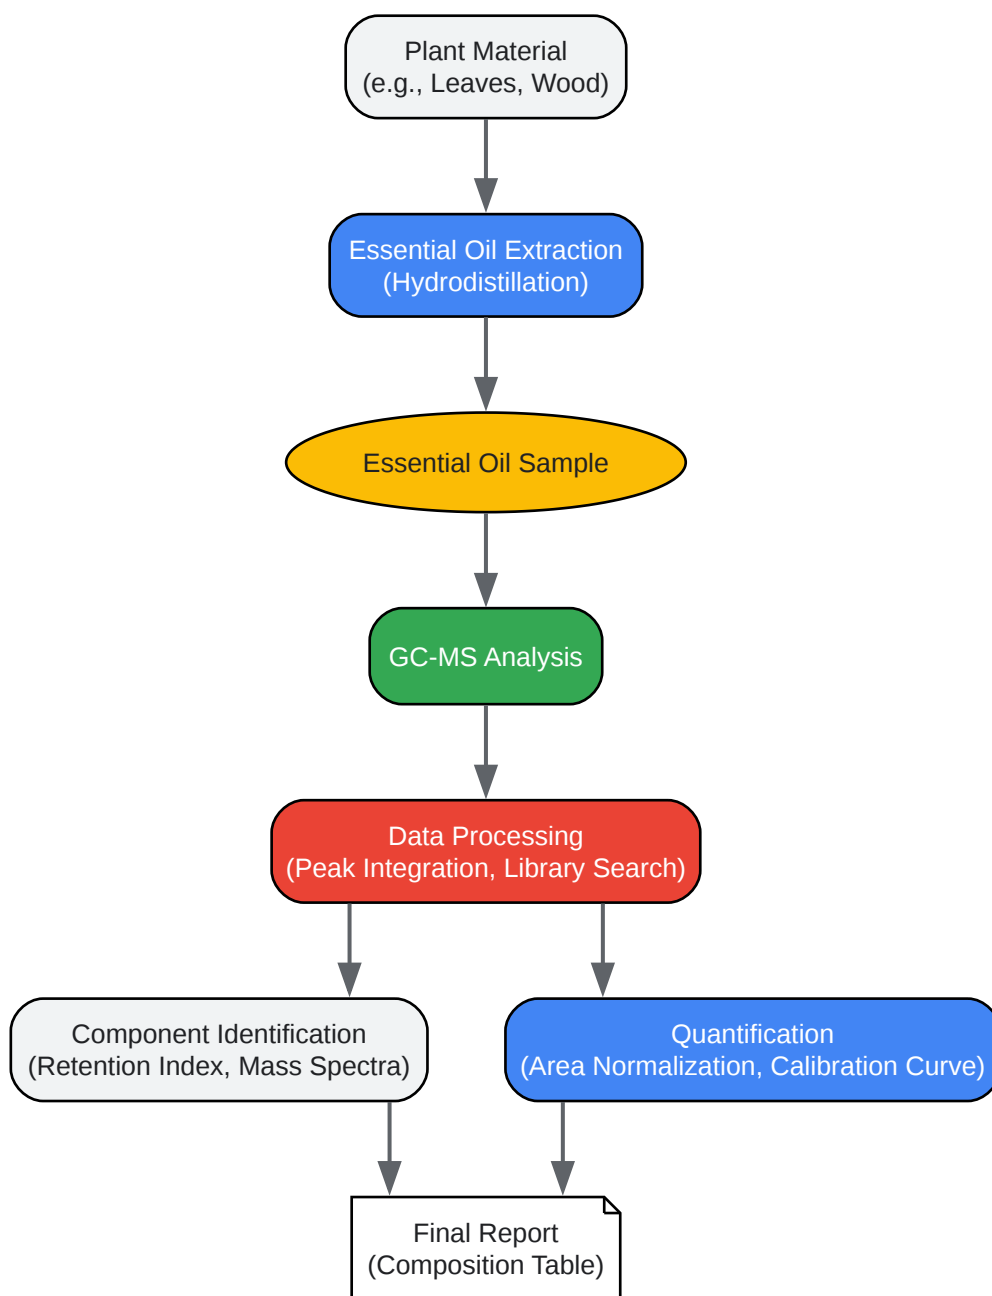 Plant Material
(e.g., Leaves, Wood)
Essential Oil Extraction
(Hydrodistillation)
Essential Oil Sample
GC-MS Analysis
Data Processing
(Peak Integration, Library Search)
Component Identification
(Retention Index, Mass Spectra)
Quantification
(Area Normalization, Calibration Curve)
Final Report
(Composition Table)